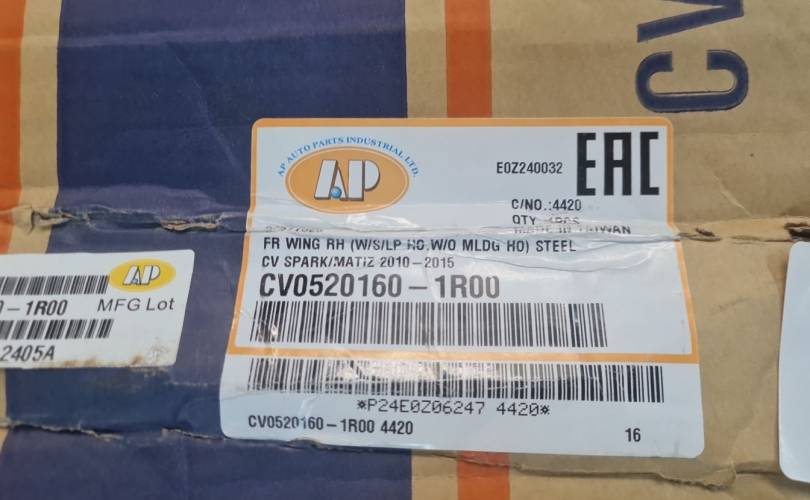 CV
AP AUTO PARTS INDUSTRIAL LTD.
AP
E0Z240032
EAC
C/NO.:4420
QTY
MADE IN TAIWAN
FR WING RH (W/S/LP HO,W/O MLDG HO) STEEL
CV SPARK/MATIZ 2010-2015
CV0520160-1R00
*P24E0Z06247 4420*
CV0520160-1R00 4420
16
AP
-1R00 MFG Lot
2405A